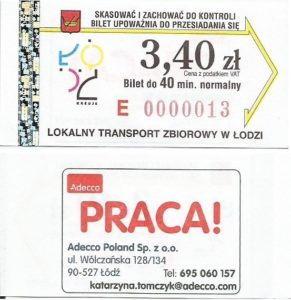 SKASOWAĆ I ZACHOWAĆ DO KONTROLI
BILET UPOWAŻNIA DO PRZESIADANIA SIĘ
3,40 zł
Cena z podatkiem VAT
Bilet do 40 min. normalny
ŁÓDŹ
KREUJE
E 0000013
LOKALNY TRANSPORT ZBIOROWY W ŁODZI
Adecco
PRACA!
Adecco Poland Sp. z o.o.
ul. Wólczańska 128/134
90-527 Łódź
Tel: 695 060 157
katarzyna.tomczyk@adecco.com